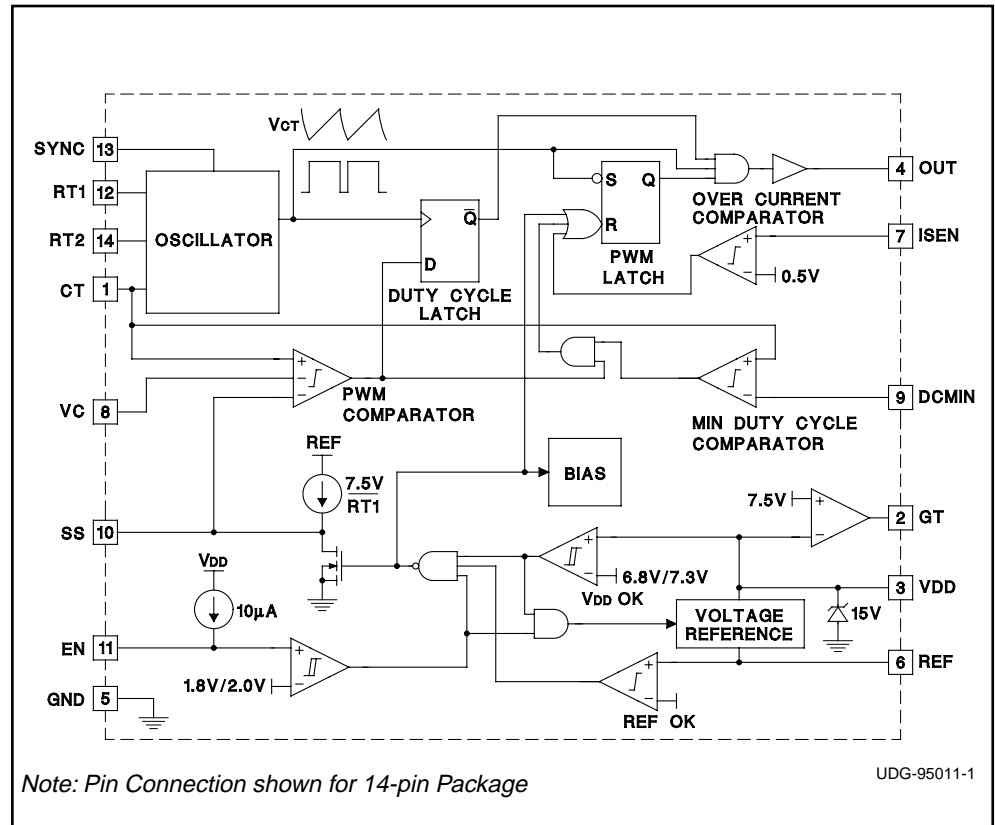 VCT
SYNC 13
RT1 12
RT2 14
CT 1
OSCILLATOR
Q
D
DUTY CYCLE
LATCH
S Q
R
PWM
LATCH
4 OUT
OVER CURRENT
COMPARATOR
7 ISEN
+
−
0.5V
VC 8
+
−
−
PWM
COMPARATOR
+
−
9 DCMIN
MIN DUTY CYCLE
COMPARATOR
REF
7.5V
RT1
BIAS
SS 10
7.5V
+
−
2 GT
VDD
10µA
+
−
6.8V/7.3V
VDD OK
3 VDD
15V
VOLTAGE
REFERENCE
EN 11
+
−
1.8V/2.0V
+
−
REF OK
6 REF
GND 5
Note: Pin Connection shown for 14-pin Package
UDG-95011-1